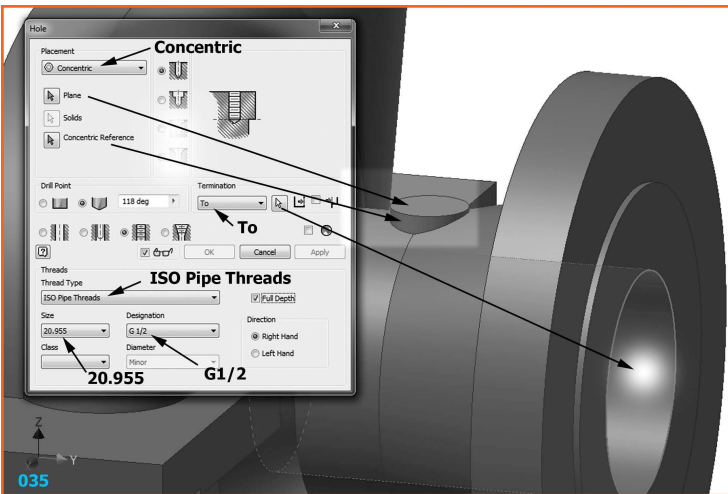 Hole
Placement
Concentric
Concentric
Plane
Solids
Concentric Reference
Drill Point
118 deg
Termination
To
To
OK
Cancel
Apply
Threads
Thread Type
ISO Pipe Threads
ISO Pipe Threads
Full Depth
Size
Designation
20.955
G 1/2
Direction
Right Hand
Left Hand
Class
Diameter
Minor
20.955
G1/2
Z
Y
035